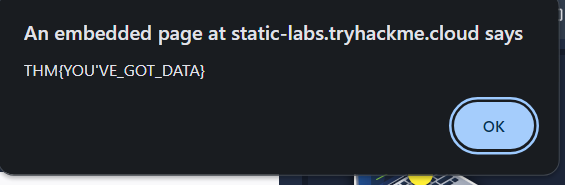 An embedded page at static-labs.tryhackme.cloud says
THM{YOU'VE_GOT_DATA}
OK